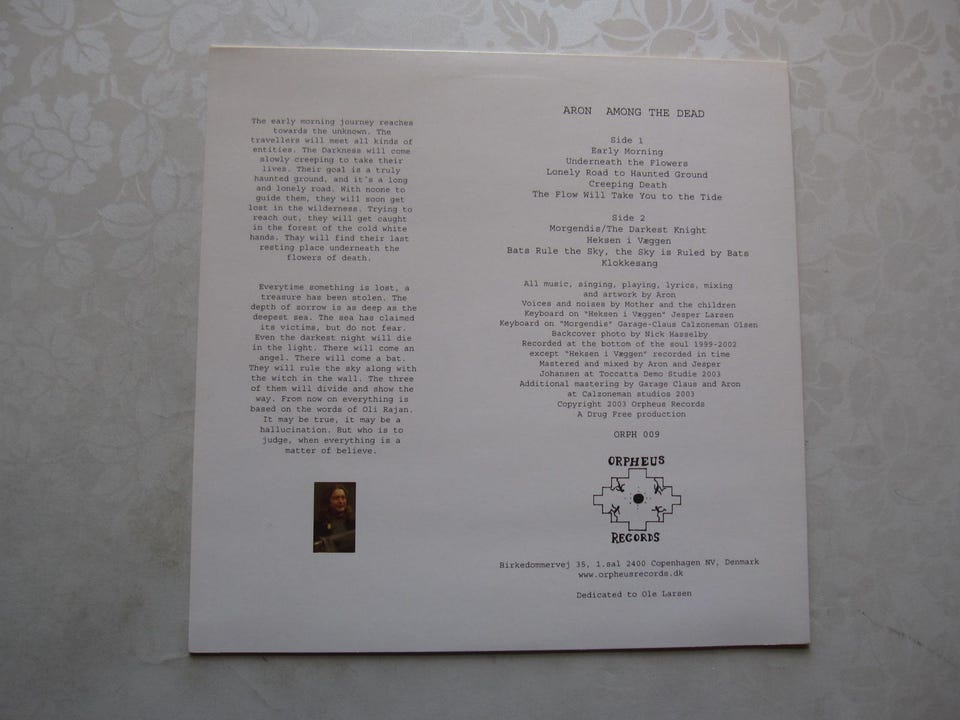 The early morning journey reaches
towards the unknown. The
travellers will meet all kinds of
entities. The Darkness will come
slowly creeping to take their
lives. Their goal is a truly
haunted ground, and it's a long
and lonely road. With noone to
guide them, they will soon get
lost in the wilderness. Trying to
reach out, they will get caught
in the forest of the cold white
hands. Thay will find their last
resting place underneath the
flowers of death.
Everytime something is lost, a
treasure has been stolen. The
depth of sorrow is as deep as the
deepest sea. The sea has claimed
its victims, but do not fear.
Even the darkest night will die
in the light. There will come an
angel. There will come a bat.
They will rule the sky along with
the witch in the wall. The three
of them will divide and show the
way. From now on everything is
based on the words of Oli Rajan.
It may be true, it may be a
hallucination. But who is to
judge, when everything is a
matter of believe.
ARON AMONG THE DEAD
Side 1
Early Morning
Underneath the Flowers
Lonely Road to Haunted Ground
Creeping Death
The Flow Will Take You to the Tide
Side 2
Morgendis/The Darkest Knight
Heksen i Væggen
Bats Rule the Sky, the Sky is Ruled by Bats
Klokkesang
All music, singing, playing, lyrics, mixing
and artwork by Aron
Voices and noises by Mother and the children
Keyboard on "Heksen i Væggen" Jesper Larsen
Keyboard on "Morgendis" Garage-Claus Calzoneman Olsen
Backcover photo by Nick Hasselby
Recorded at the bottom of the soul 1999-2002
except "Heksen i Væggen" recorded in time
Mastered and mixed by Aron and Jesper
Johansen at Toccatta Demo Studie 2003
Additional mastering by Garage Claus and Aron
at Calzoneman studios 2003
Copyright 2003 Orpheus Records
A Drug Free production
ORPH 009
ORPHEUS
RECORDS
Birkedommervej 35, 1.sal 2400 Copenhagen NV, Denmark
www.orpheusrecords.dk
Dedicated to Ole Larsen